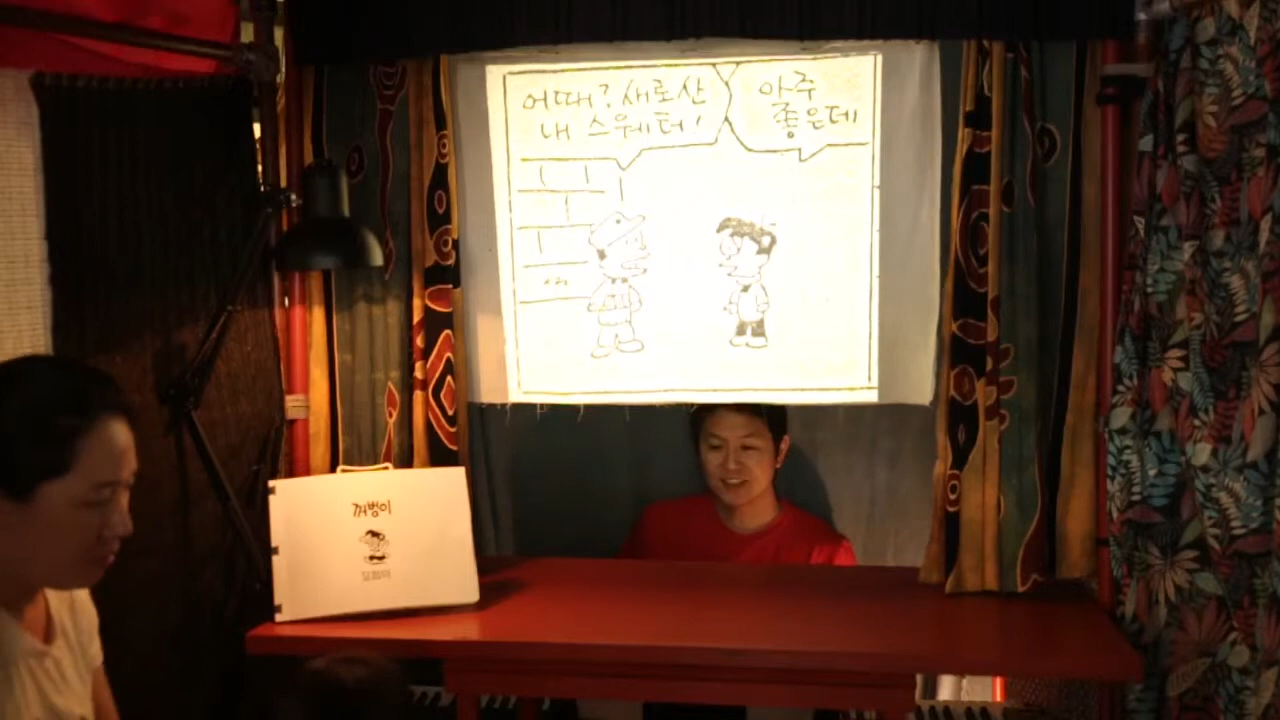 어때? 새로산
내 스웨터!
아주
좋은데
꺼벙이